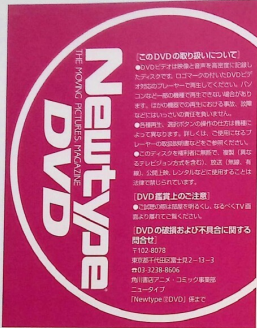 Newtype
THE MOVING PICTURES MAGAZINE
DVD
[このDVDの取り扱いについて]
●DVDビデオは映像と音声を高密度に記録し
たディスクです。ロゴマークの付いたDVDビデ
オ対応のプレーヤーで再生してください。パソ
コンなど一部の機種で再生できない場合があり
ます。ほかの機器での再生における事故、故障
などにはいっさいの責任を負いません。
●各種再生、選択ボタンの操作の仕方は機種に
よって異なります。詳しくは、ご使用になるプ
レーヤーの取扱説明書などをご参照ください。
●このディスクを権利者に無断で、複製(異な
るテレビジョン方式を含む)、放送(無線、有
線)、公開上映、レンタルなどに使用することは
法律で禁じられています。
[DVD鑑賞上のご注意]
●ご試聴の際は部屋を明るくし、なるべくTV画
面より離れてご覧ください。
[DVDの破損および不具合に関する
問合せ]
〒102-8078
東京都千代田区富士見2-13-3
☎03-3238-8606
角川書店アニメ・コミック事業部
ニュータイプ
「Newtype DVD」係まで